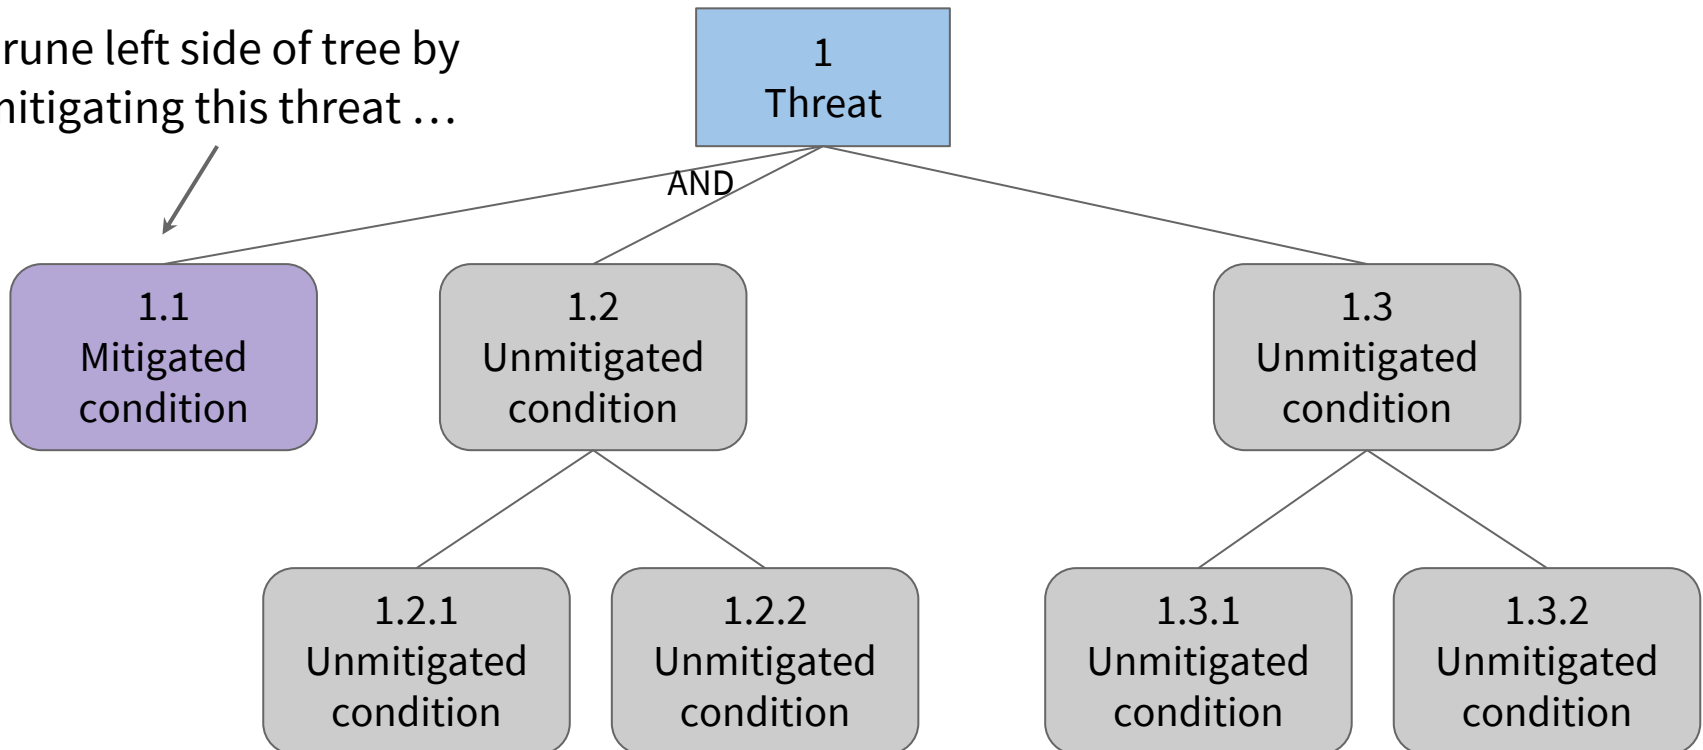 rune left side of tree by
mitigating this threat …
1
Threat
AND
1.1
Mitigated
condition
1.2
Unmitigated
condition
1.3
Unmitigated
condition
1.2.1
Unmitigated
condition
1.2.2
Unmitigated
condition
1.3.1
Unmitigated
condition
1.3.2
Unmitigated
condition